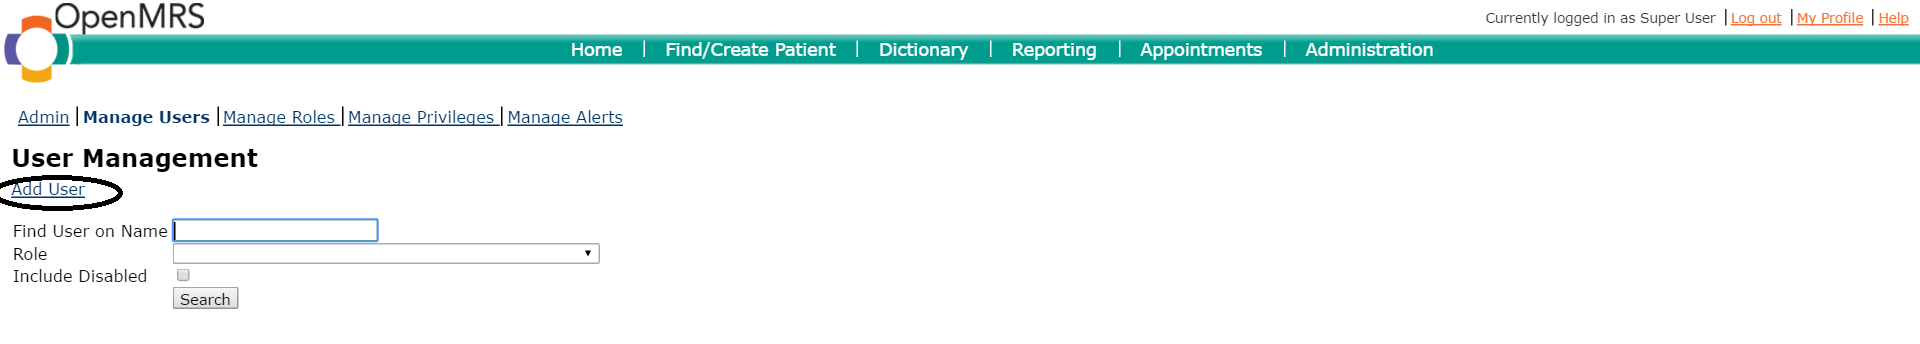 OpenMRS
Currently logged in as Super User | Log out | My Profile | Help
Home | Find/Create Patient | Dictionary | Reporting | Appointments | Administration
Admin | Manage Users | Manage Roles | Manage Privileges | Manage Alerts
User Management
Add User
Find User on Name
Role
Include Disabled
Search